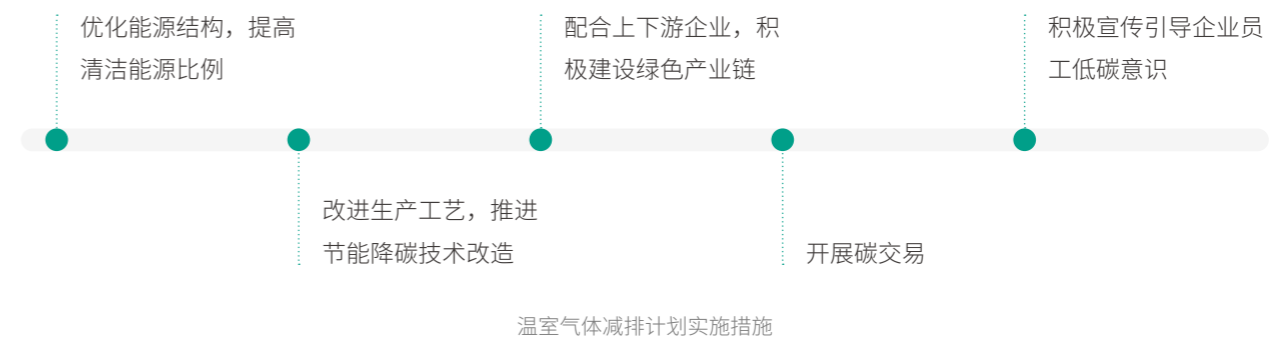 优化能源结构，提高
清洁能源比例
配合上下游企业，积
极建设绿色产业链
积极宣传引导企业员
工低碳意识
改进生产工艺，推进
节能降碳技术改造
开展碳交易
温室气体减排计划实施措施